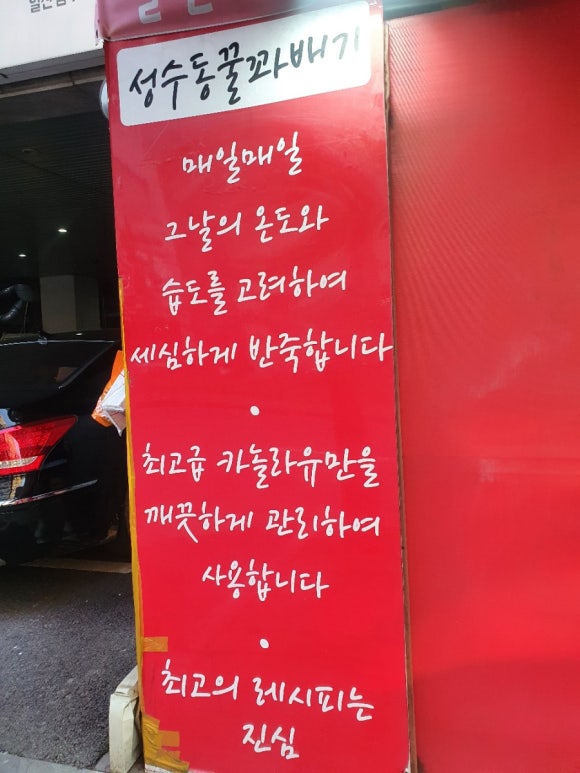 성수동꿀꽈배기
매일매일
그날의 온도와
습도를 고려하여
세심하게 반죽합니다
•
최고급 카놀라유만을
깨끗하게 관리하여
사용합니다
•
최고의 레시피는
진심